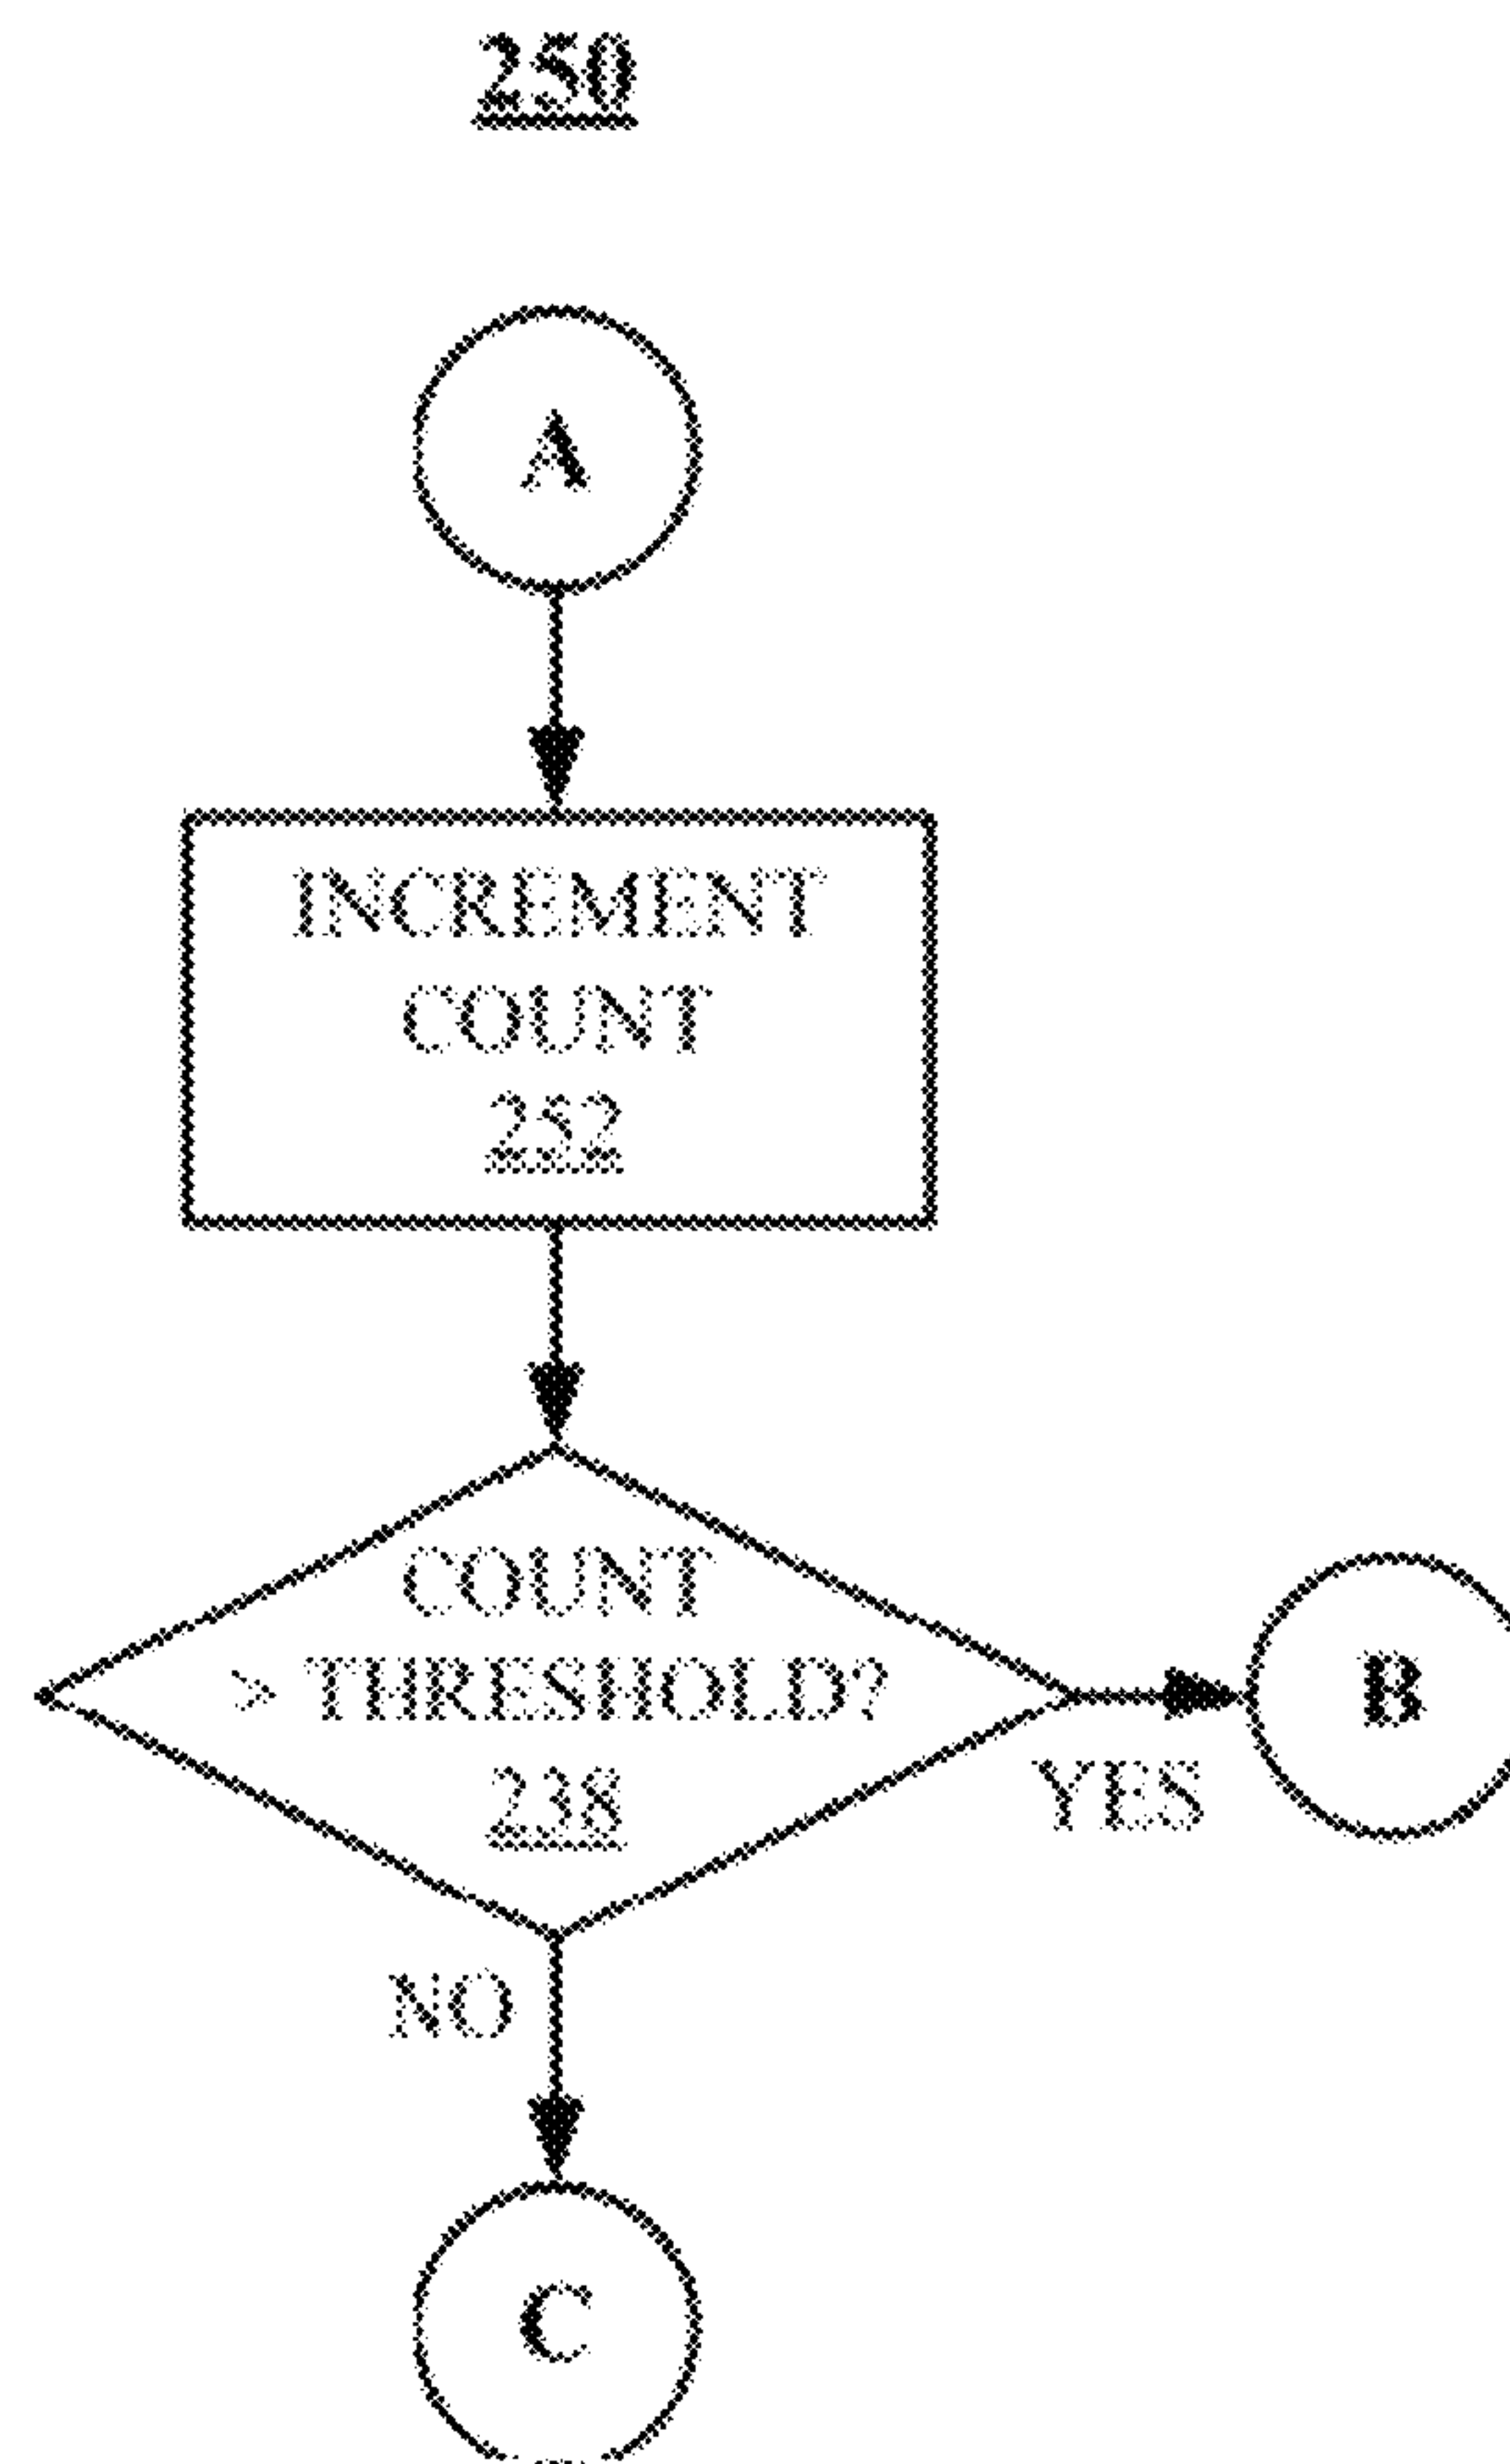 250
A
INCREMENT
COUNT
252
COUNT
> THRESHOLD?
238
B
YES
NO
C